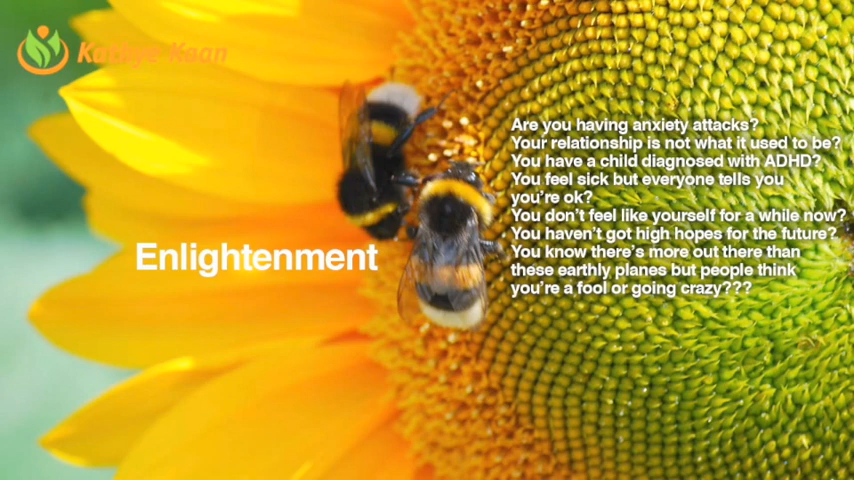 Kathye Kaan
Enlightenment
Are you having anxiety attacks?
Your relationship is not what it used to be?
You have a child diagnosed with ADHD?
You feel sick but everyone tells you
you're ok?
You don't feel like yourself for a while now?
You haven't got high hopes for the future?
You know there's more out there than
these earthly planes but people think
you're a fool or going crazy???